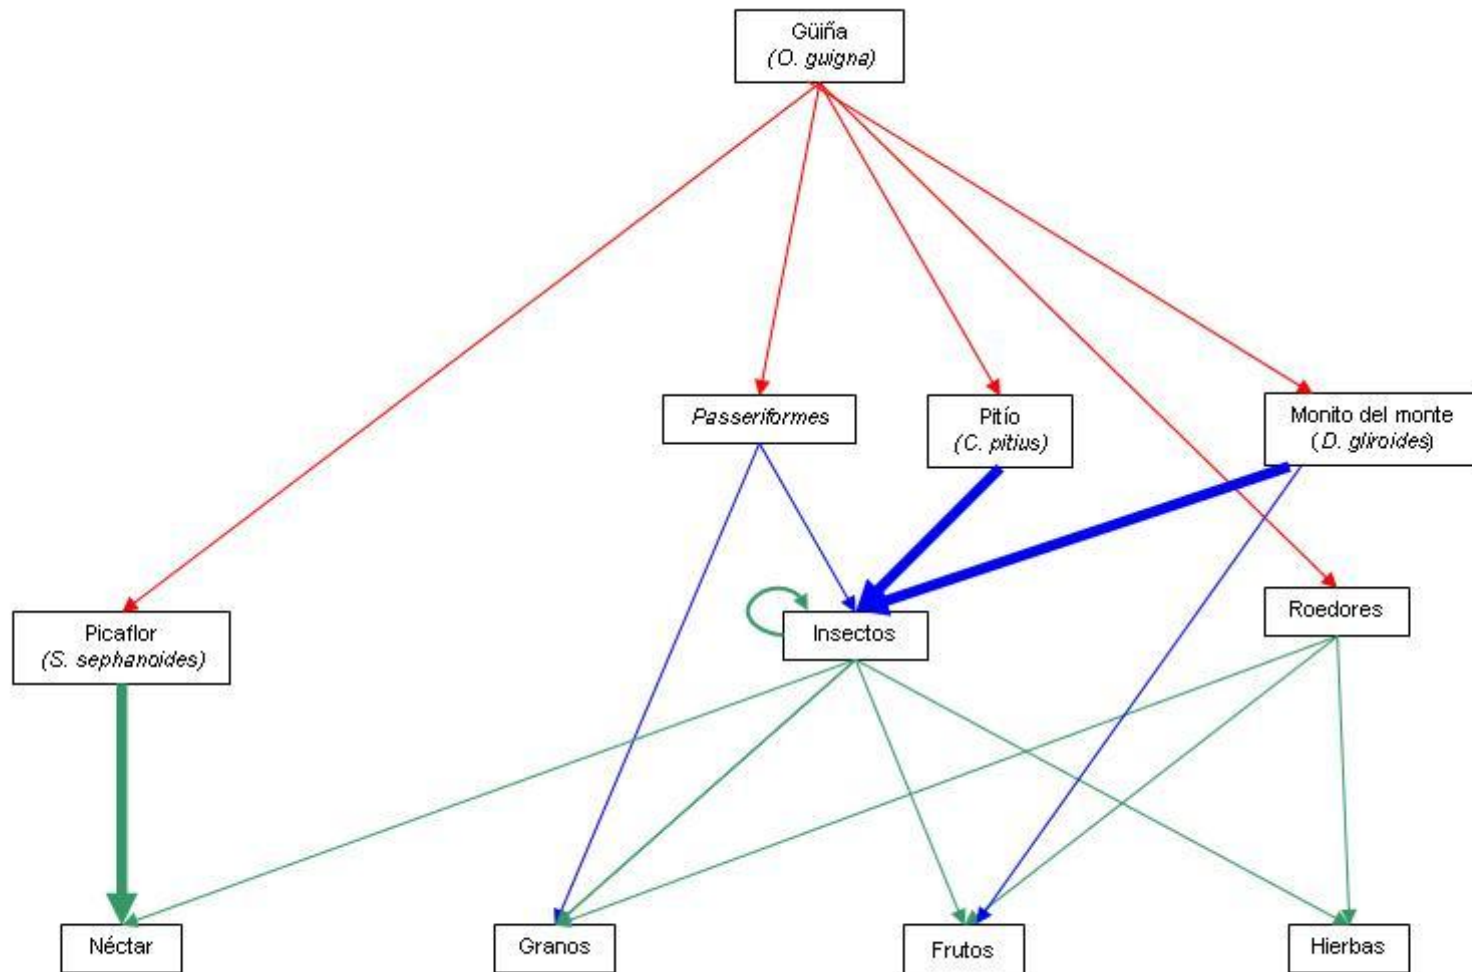 Güiña
(O. guigna)
Passeriformes
Pitío
(C. pitius)
Monito del monte
(D. gliroides)
Picaflor
(S. sephanoides)
Insectos
Roedores
Néctar
Granos
Frutos
Hierbas